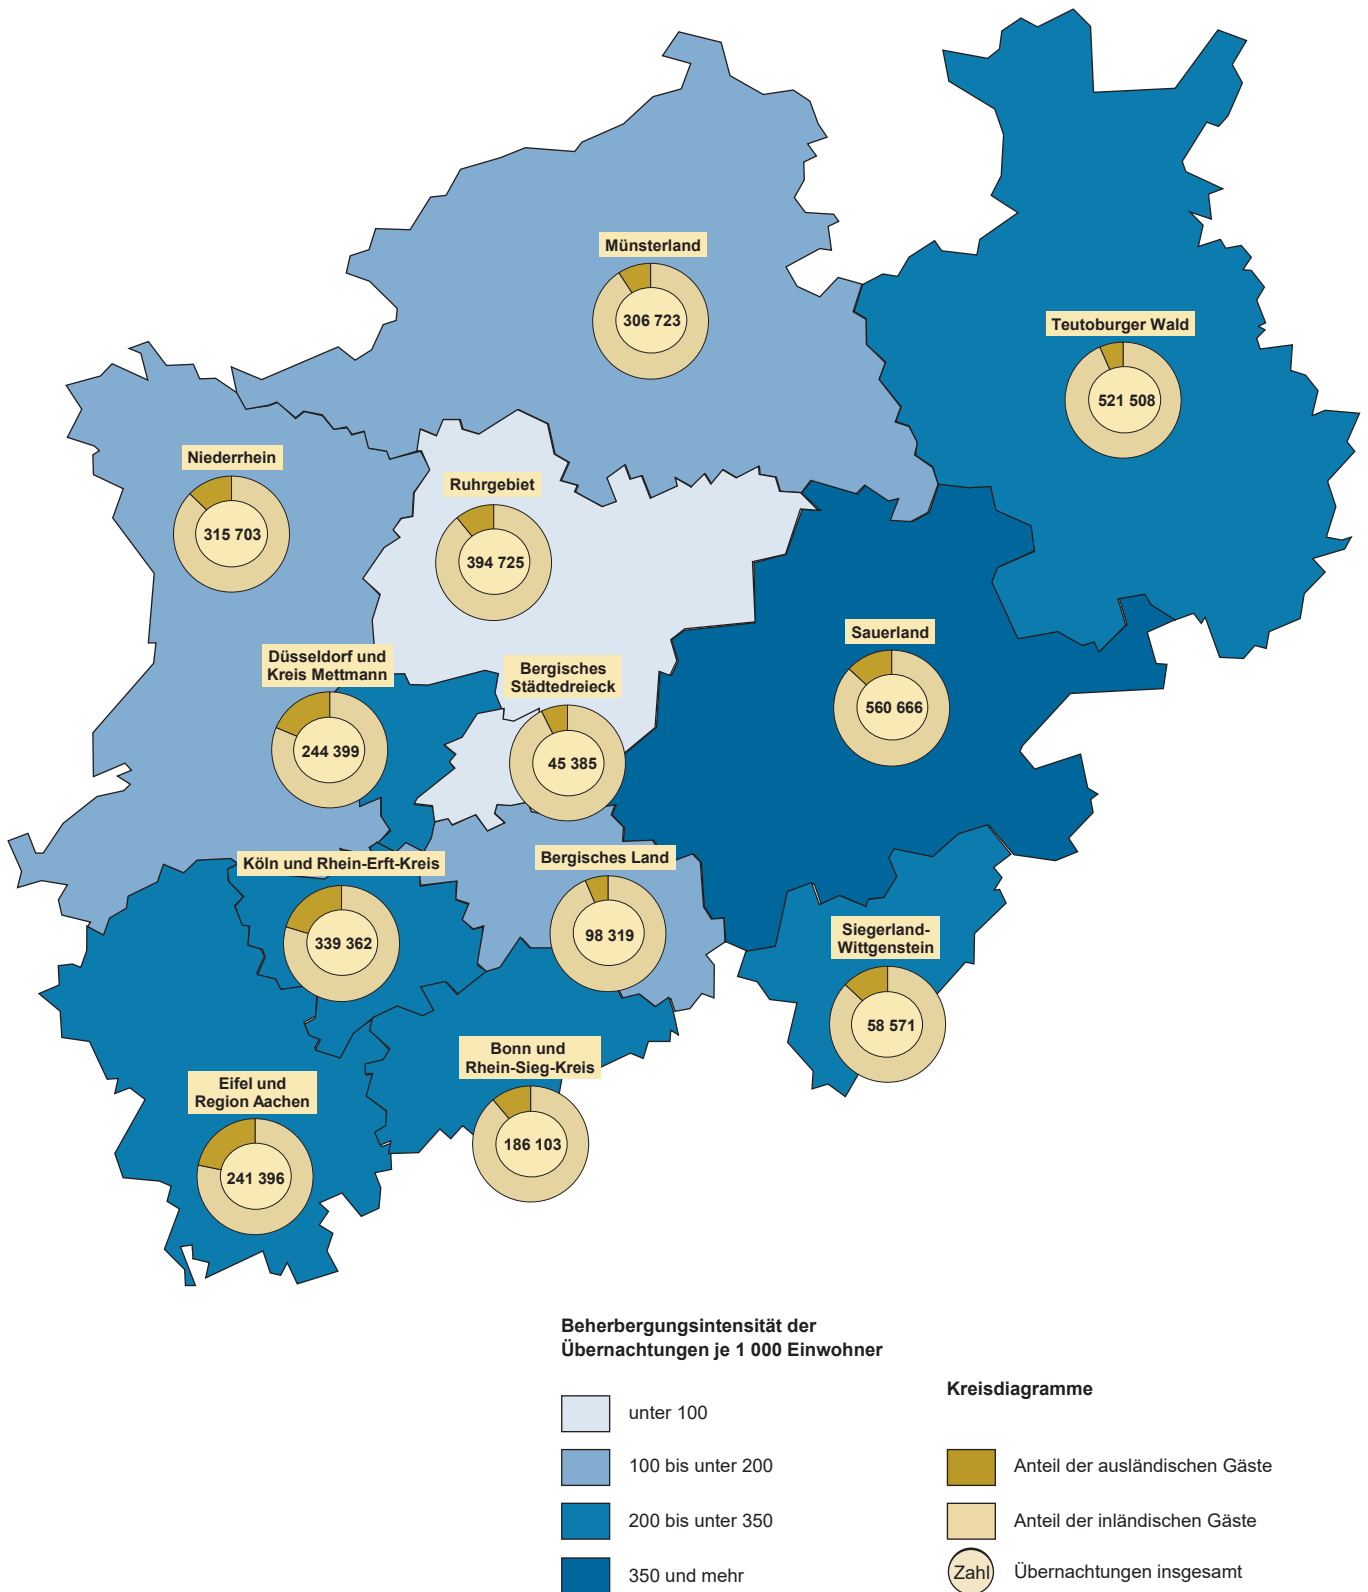 Münsterland
306 723
Teutoburger Wald
521 508
Niederrhein
315 703
Ruhrgebiet
394 725
Sauerland
560 666
Düsseldorf und
Kreis Mettmann
244 399
Bergisches
Städtedreieck
45 385
Köln und Rhein-Erft-Kreis
339 362
Bergisches Land
98 319
Siegerland-
Wittgenstein
58 571
Bonn und
Rhein-Sieg-Kreis
186 103
Eifel und
Region Aachen
241 396
Beherbergungsintensität der
Übernachtungen je 1 000 Einwohner
unter 100
100 bis unter 200
200 bis unter 350
350 und mehr
Kreisdiagramme
Anteil der ausländischen Gäste
Anteil der inländischen Gäste
Zahl Übernachtungen insgesamt